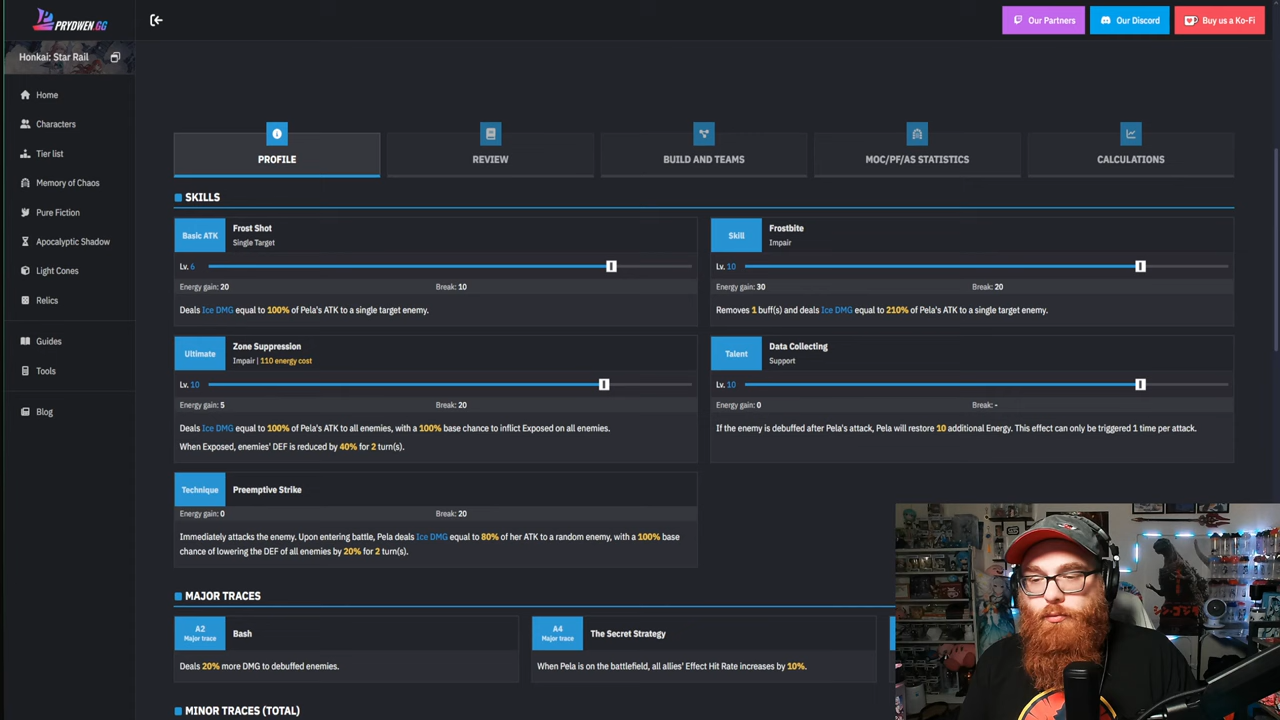 PRYDWEN.GG
Our Partners
Our Discord
Buy us a Ko-Fi
Honkai: Star Rail
Home
Characters
Tier list
Memory of Chaos
Pure Fiction
Apocalyptic Shadow
Light Cones
Relics
Guides
Tools
Blog
PROFILE
REVIEW
BUILD AND TEAMS
MOC/PF/AS STATISTICS
CALCULATIONS
SKILLS
Basic ATK
Frost Shot
Single Target
Lv. 6
Energy gain: 20
Break: 10
Deals Ice DMG equal to 100% of Pela's ATK to a single target enemy.
Skill
Frostbite
Impair
Lv. 10
Energy gain: 30
Break: 20
Removes 1 buff(s) and deals Ice DMG equal to 210% of Pela's ATK to a single target enemy.
Ultimate
Zone Suppression
Impair | 110 energy cost
Lv. 10
Energy gain: 5
Break: 20
Deals Ice DMG equal to 100% of Pela's ATK to all enemies, with a 100% base chance to inflict Exposed on all enemies.
When Exposed, enemies' DEF is reduced by 40% for 2 turn(s).
Talent
Data Collecting
Support
Lv. 10
Energy gain: 0
Break: -
If the enemy is debuffed after Pela's attack, Pela will restore 10 additional Energy. This effect can only be triggered 1 time per attack.
Technique
Preemptive Strike
Energy gain: 0
Break: 20
Immediately attacks the enemy. Upon entering battle, Pela deals Ice DMG equal to 80% of her ATK to a random enemy, with a 100% base
chance of lowering the DEF of all enemies by 20% for 2 turn(s).
MAJOR TRACES
A2
Major trace
Bash
Deals 20% more DMG to debuffed enemies.
A4
Major trace
The Secret Strategy
When Pela is on the battlefield, all allies' Effect Hit Rate increases by 10%.
MINOR TRACES (TOTAL)